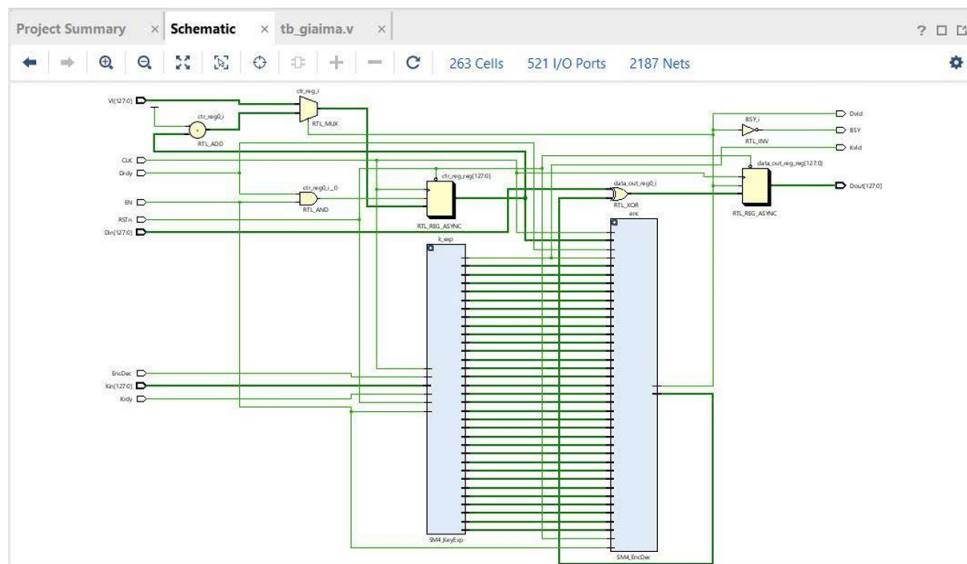 Project Summary × Schematic × tb_giaima.v ×
263 Cells 521 I/O Ports 2187 Nets
ctr_reg_i
VI[127:0]
RTL_MUX
ctr_reg0_i
+
RTL_ADD
Dvld
BSY_i
BSY
RTL_INV
Kvld
CLK
Drdy
ctr_reg_reg[127:0]
data_out_reg_reg[127:0]
ctr_reg0_i__0
data_out_reg0_i
Dout[127:0]
EN
RTL_AND
RTL_XOR
RSTn
RTL_REG_ASYNC
RTL_REG_ASYNC
enc
Din[127:0]
k_exp
EncDec
Kin[127:0]
Krdy
SM4_KeyExp
SM4_EncDec